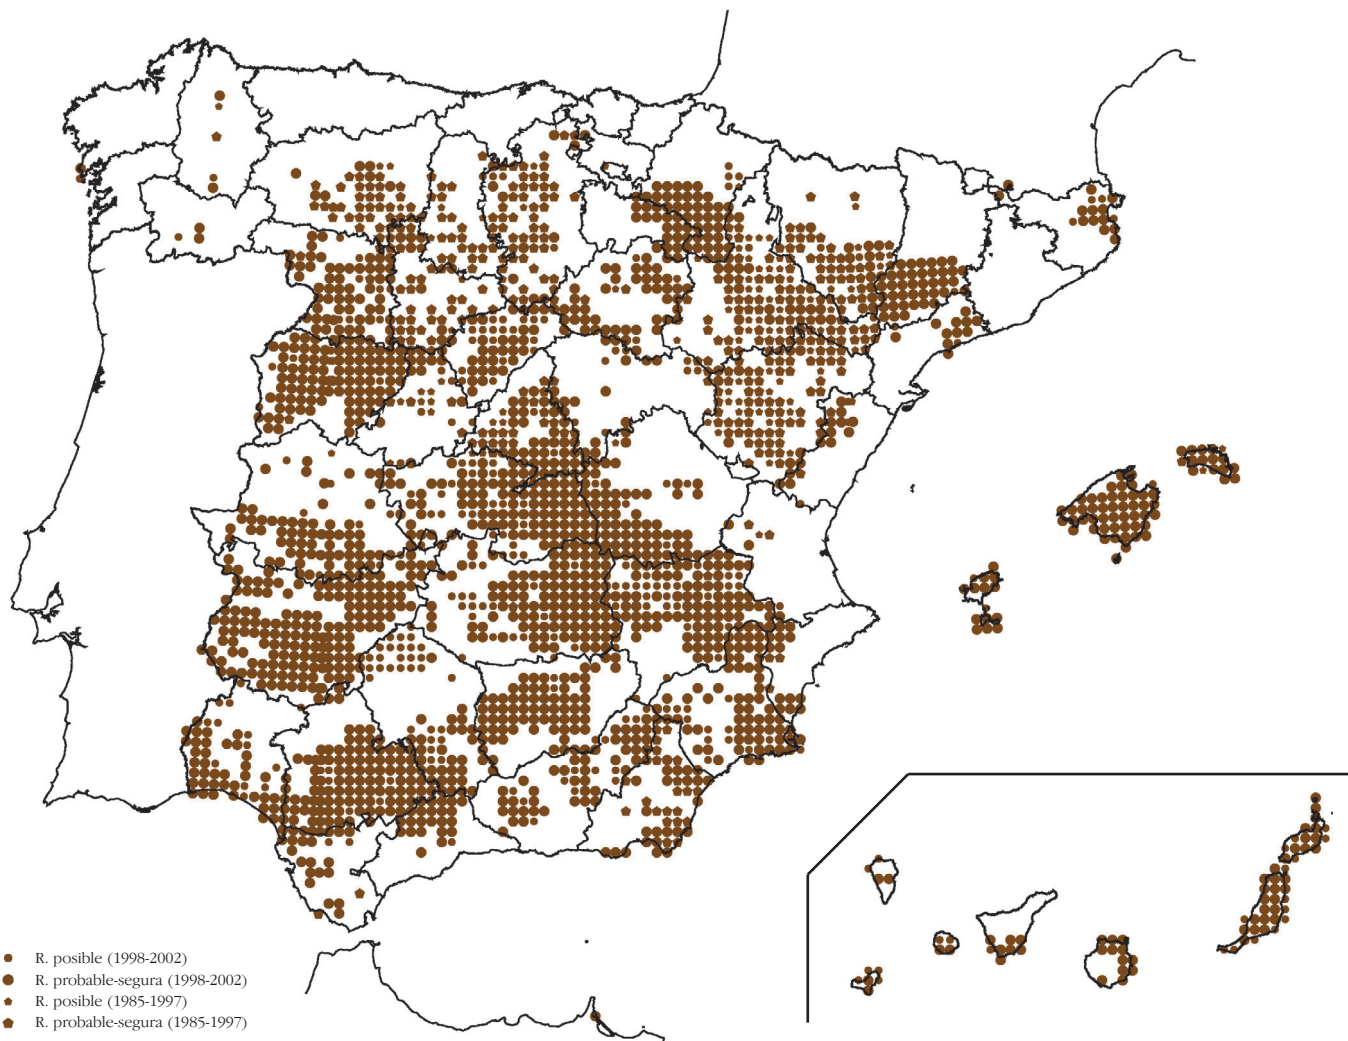 R. posible (1998-2002)
R. probable-segura (1998-2002)
R. posible (1985-1997)
R. probable-segura (1985-1997)